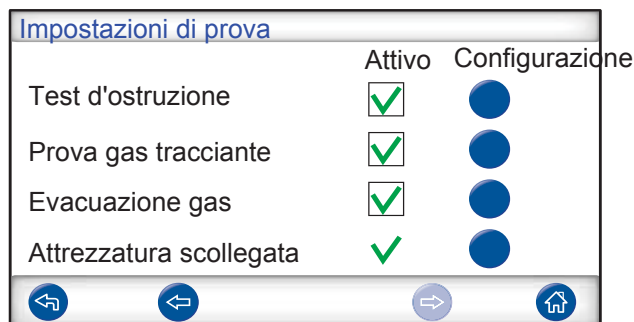 Impostazioni di prova
Attivo Configurazione
Test d'ostruzione
Prova gas tracciante
Evacuazione gas
Attrezzatura scollegata